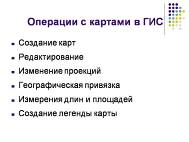 Операции с картами в ГИС
Создание карт
Редактирование
Изменение проекций
Географическая привязка
Измерения длин и площадей
Создание легенды карты